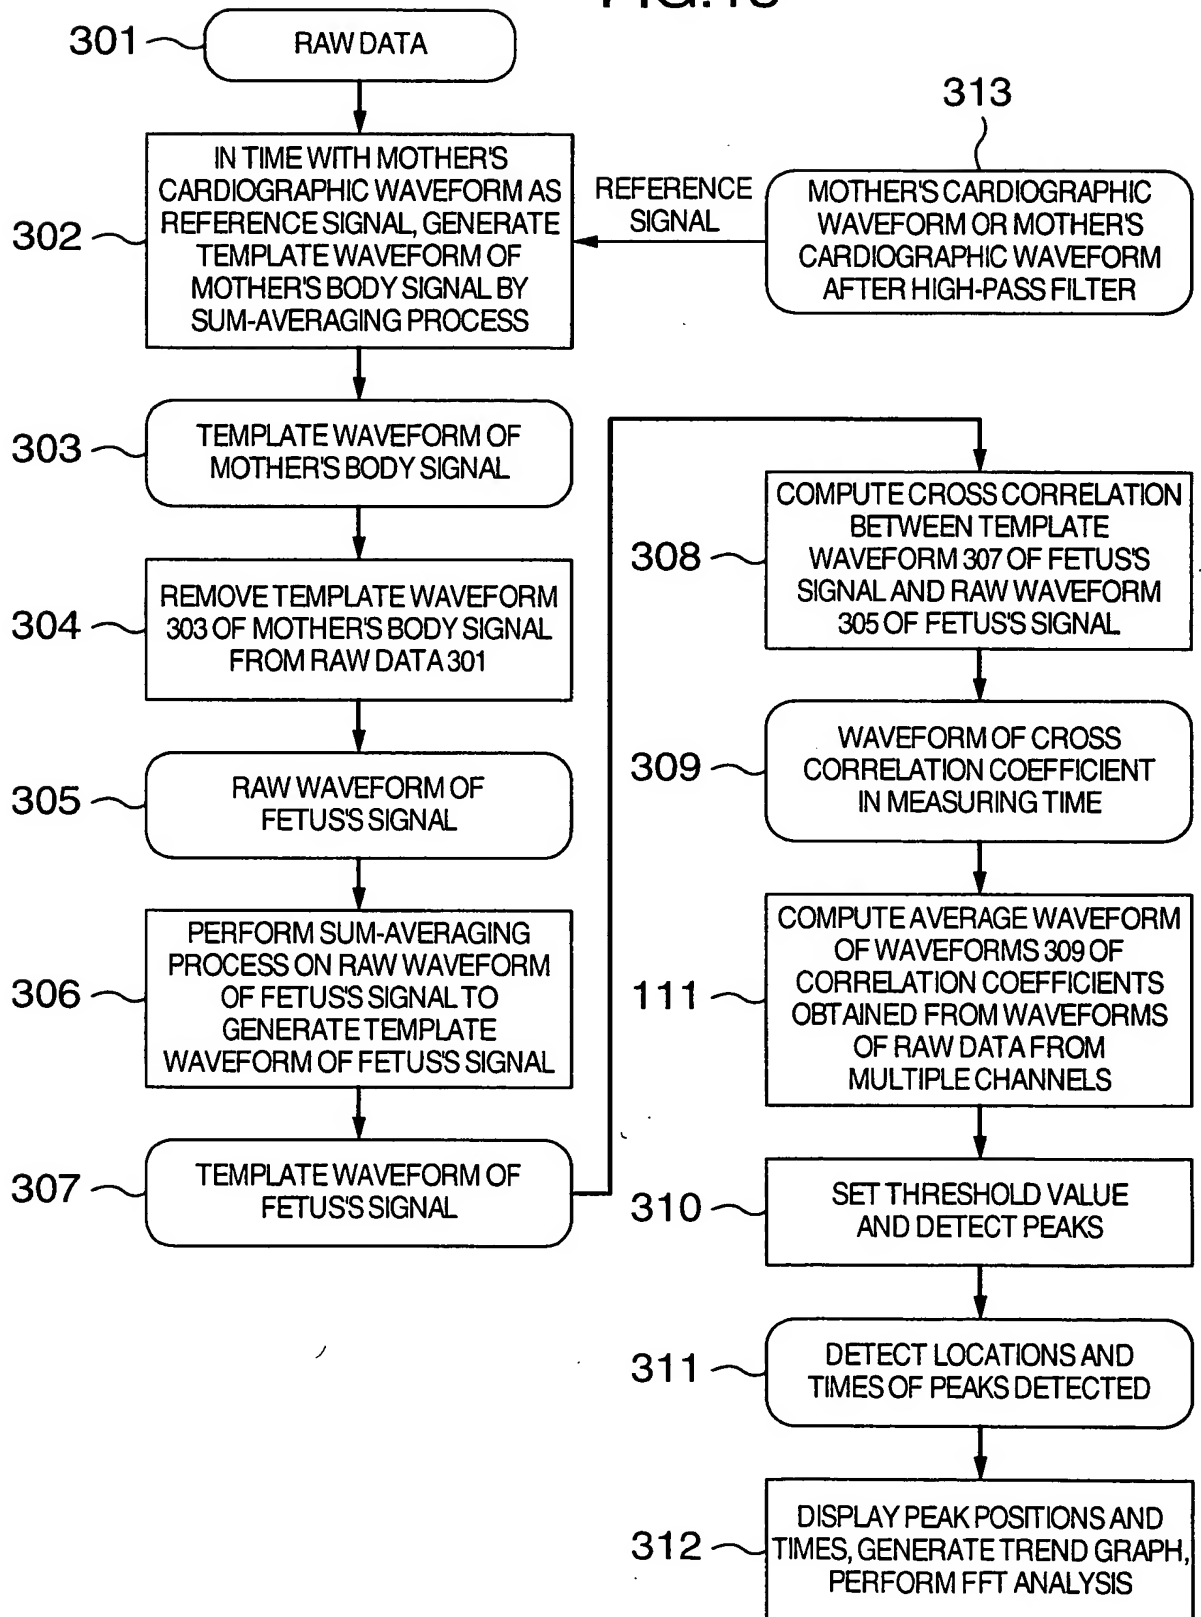 301
RAW DATA
313
302
IN TIME WITH MOTHER'S
CARDIOGRAPHIC WAVEFORM AS
REFERENCE SIGNAL, GENERATE
TEMPLATE WAVEFORM OF
MOTHER'S BODY SIGNAL BY
SUM-AVERAGING PROCESS
REFERENCE
SIGNAL
MOTHER'S CARDIOGRAPHIC
WAVEFORM OR MOTHER'S
CARDIOGRAPHIC WAVEFORM
AFTER HIGH-PASS FILTER
303
TEMPLATE WAVEFORM OF
MOTHER'S BODY SIGNAL
304
REMOVE TEMPLATE WAVEFORM
303 OF MOTHER'S BODY SIGNAL
FROM RAW DATA 301
305
RAW WAVEFORM OF
FETUS'S SIGNAL
306
PERFORM SUM-AVERAGING
PROCESS ON RAW WAVEFORM
OF FETUS'S SIGNAL TO
GENERATE TEMPLATE
WAVEFORM OF FETUS'S SIGNAL
307
TEMPLATE WAVEFORM OF
FETUS'S SIGNAL
308
COMPUTE CROSS CORRELATION
BETWEEN TEMPLATE
WAVEFORM 307 OF FETUS'S
SIGNAL AND RAW WAVEFORM
305 OF FETUS'S SIGNAL
309
WAVEFORM OF CROSS
CORRELATION COEFFICIENT
IN MEASURING TIME
111
COMPUTE AVERAGE WAVEFORM
OF WAVEFORMS 309 OF
CORRELATION COEFFICIENTS
OBTAINED FROM WAVEFORMS
OF RAW DATA FROM
MULTIPLE CHANNELS
310
SET THRESHOLD VALUE
AND DETECT PEAKS
311
DETECT LOCATIONS AND
TIMES OF PEAKS DETECTED
312
DISPLAY PEAK POSITIONS AND
TIMES, GENERATE TREND GRAPH,
PERFORM FFT ANALYSIS